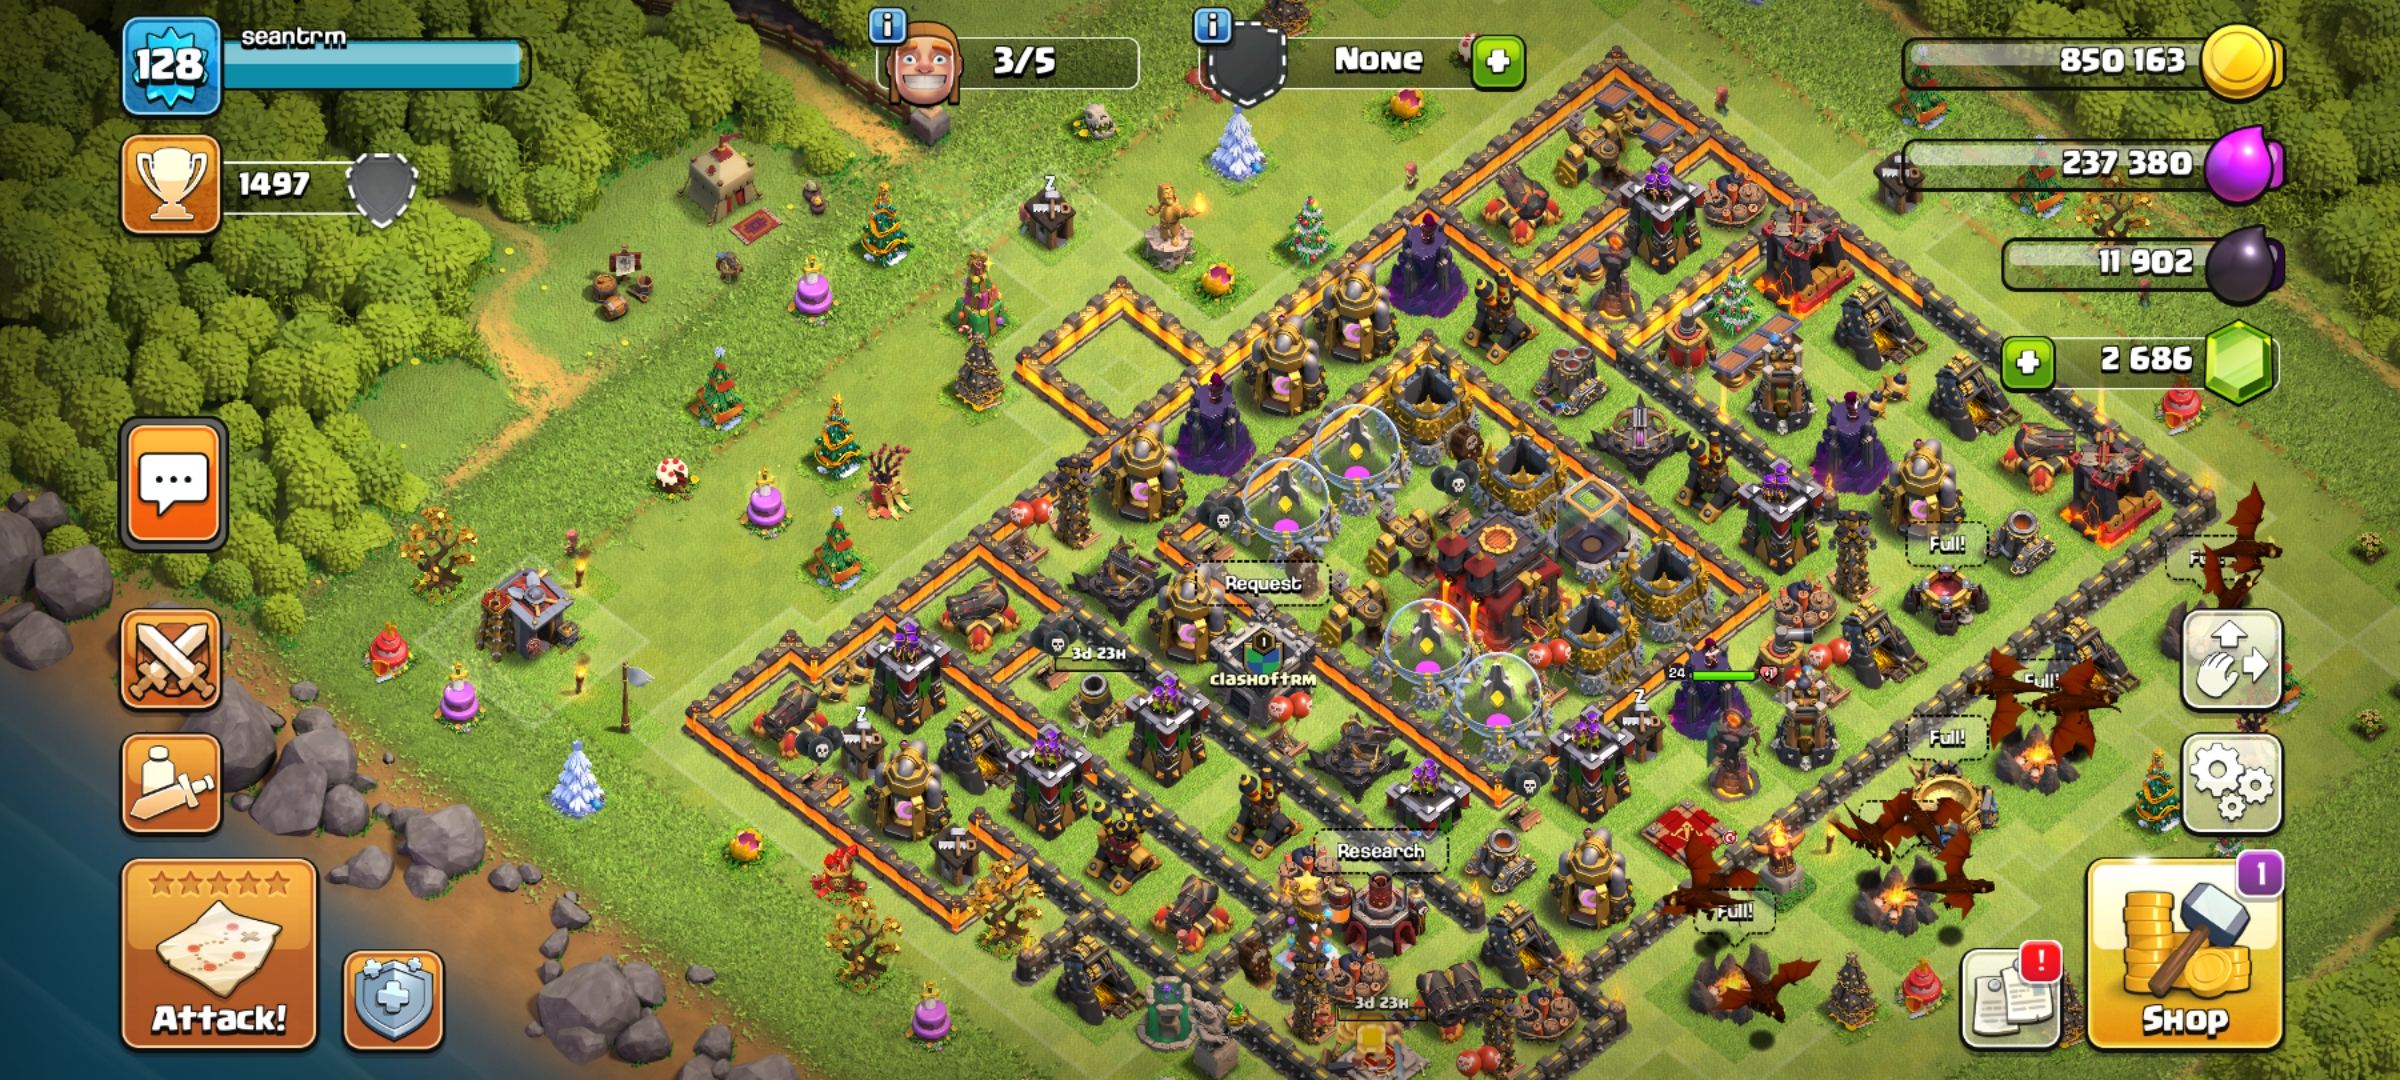 128
seantrm
3/5
None
850 163
1497
237 380
11 902
2 686
Z
Full!
Request
3d 23h
clashoftrm
24
Full!
Z
Z
Full!
Research
Full!
3d 23h
1
!
Attack!
Shop